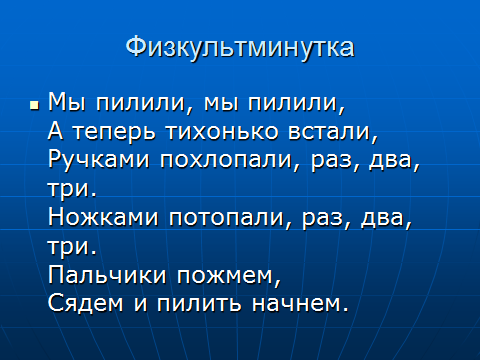 Физкультминутка
Мы пилили, мы пилили,
А теперь тихонько встали,
Ручками похлопали, раз, два,
три.
Ножками потопали, раз, два,
три.
Пальчики пожмем,
Сядем и пилить начнем.